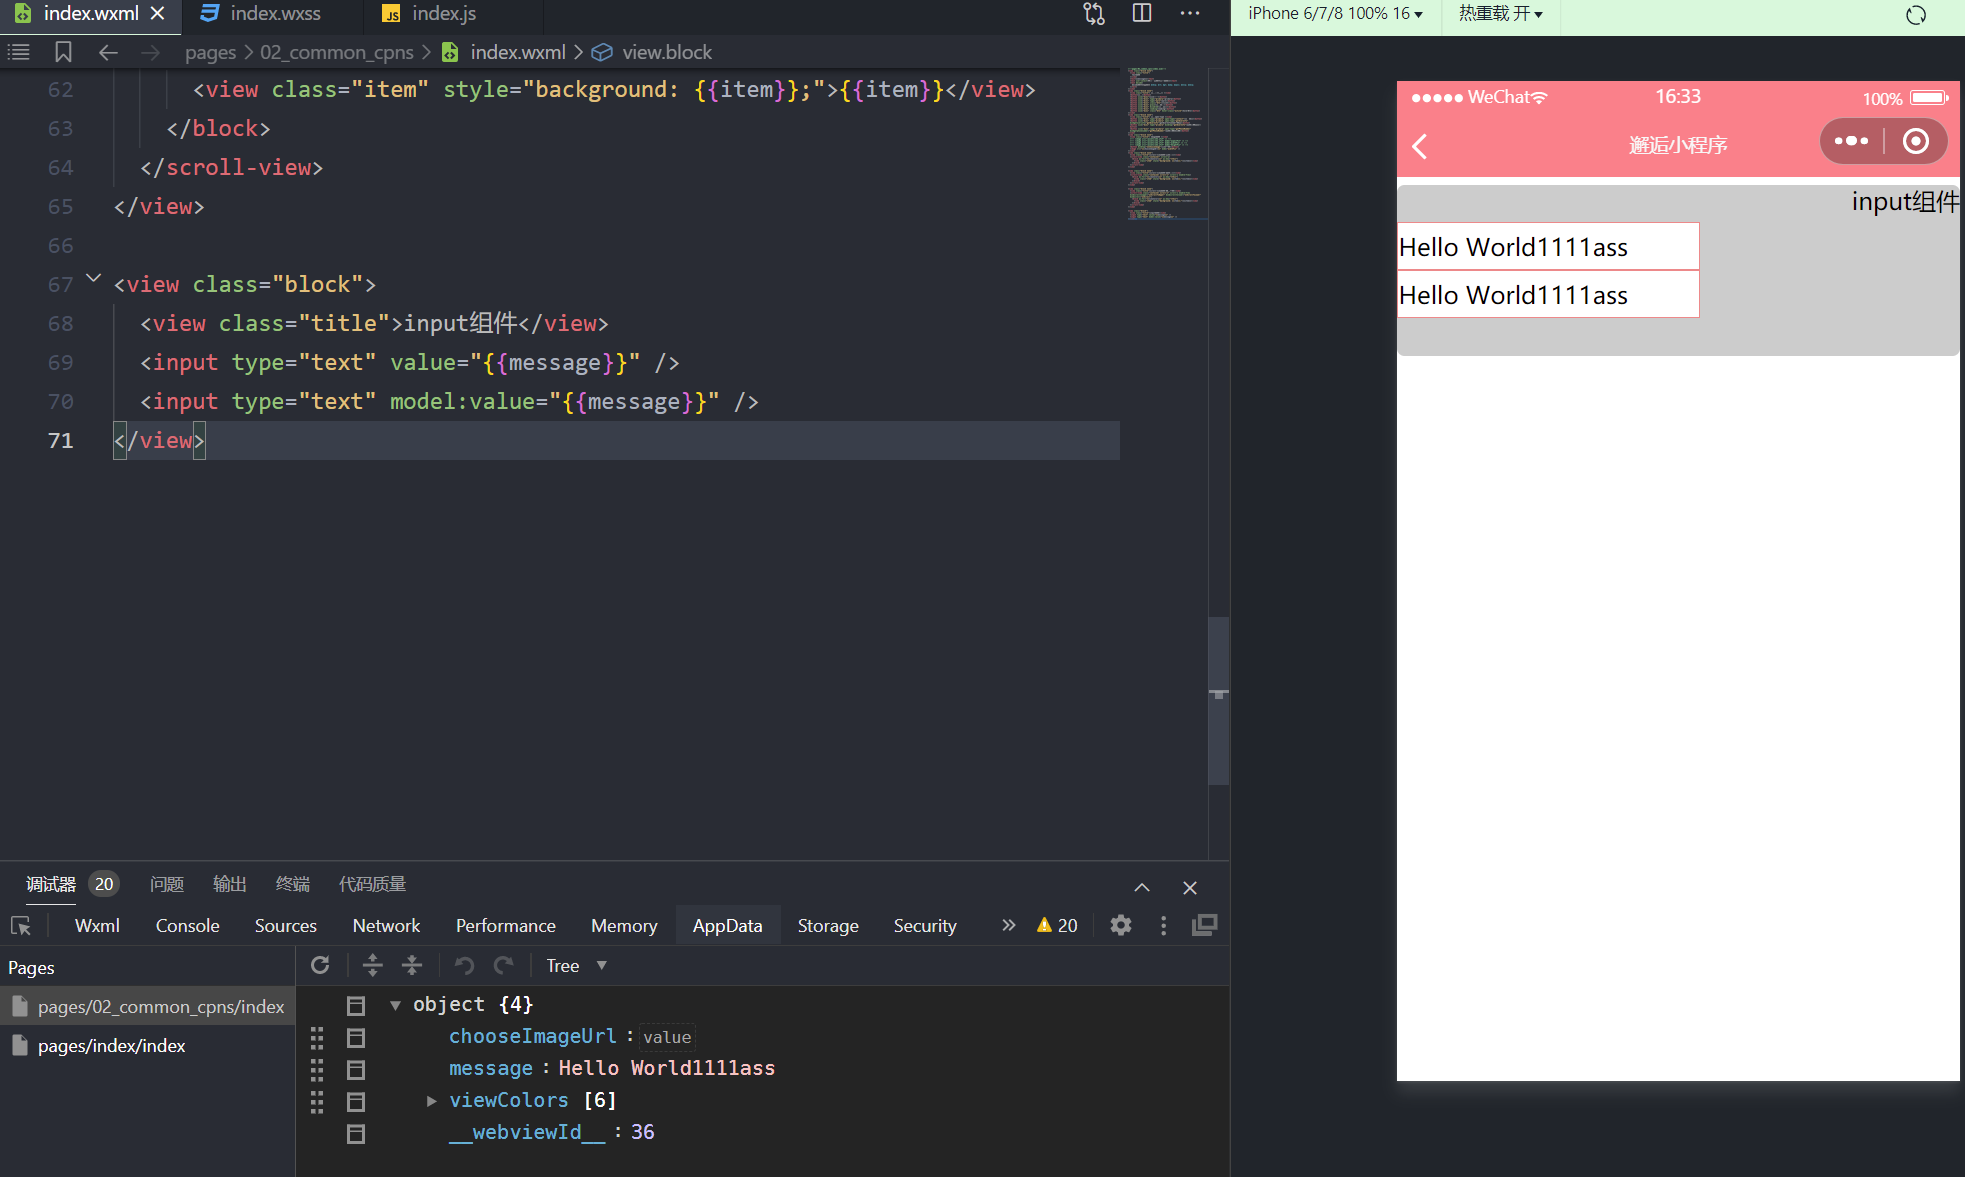 index.wxml
index.wxss
JS index.js
iPhone 6/7/8 100% 16
热重载 开
pages > 02_common_cpns > index.wxml > view.block
62 <view class="item" style="background: {{item}};">{{item}}</view>
63 </block>
64 </scroll-view>
65 </view>
66
67 <view class="block">
68 <view class="title">input组件</view>
69 <input type="text" value="{{message}}" />
70 <input type="text" model:value="{{message}}" />
71 </view>
WeChat 16:33 100%
邂逅小程序
input组件
Hello World1111ass
Hello World1111ass
调试器 20 问题 输出 终端 代码质量
Wxml Console Sources Network Performance Memory AppData Storage Security » 20
Pages
pages/02_common_cpns/index
pages/index/index
Tree
object {4}
chooseImageUrl : value
message : Hello World1111ass
viewColors [6]
__webviewId__ : 36